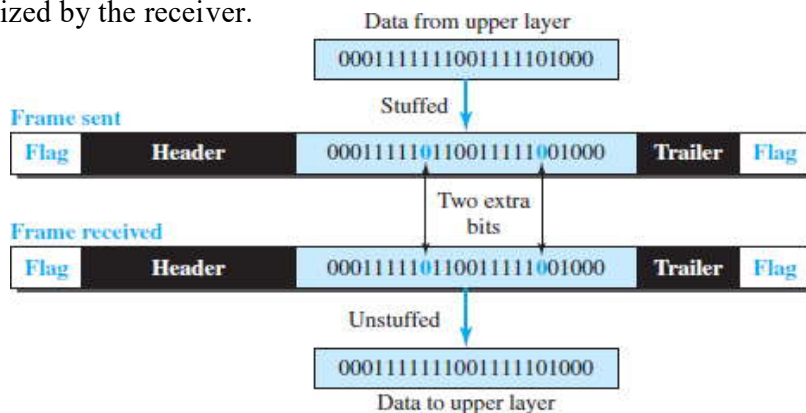 ized by the receiver.
Data from upper layer
0001111111001111101000
Stuffed
Frame sent
Flag Header 000111110110011111001000 Trailer Flag
Two extra
bits
Frame received
Flag Header 000111110110011111001000 Trailer Flag
Unstuffed
0001111111001111101000
Data to upper layer